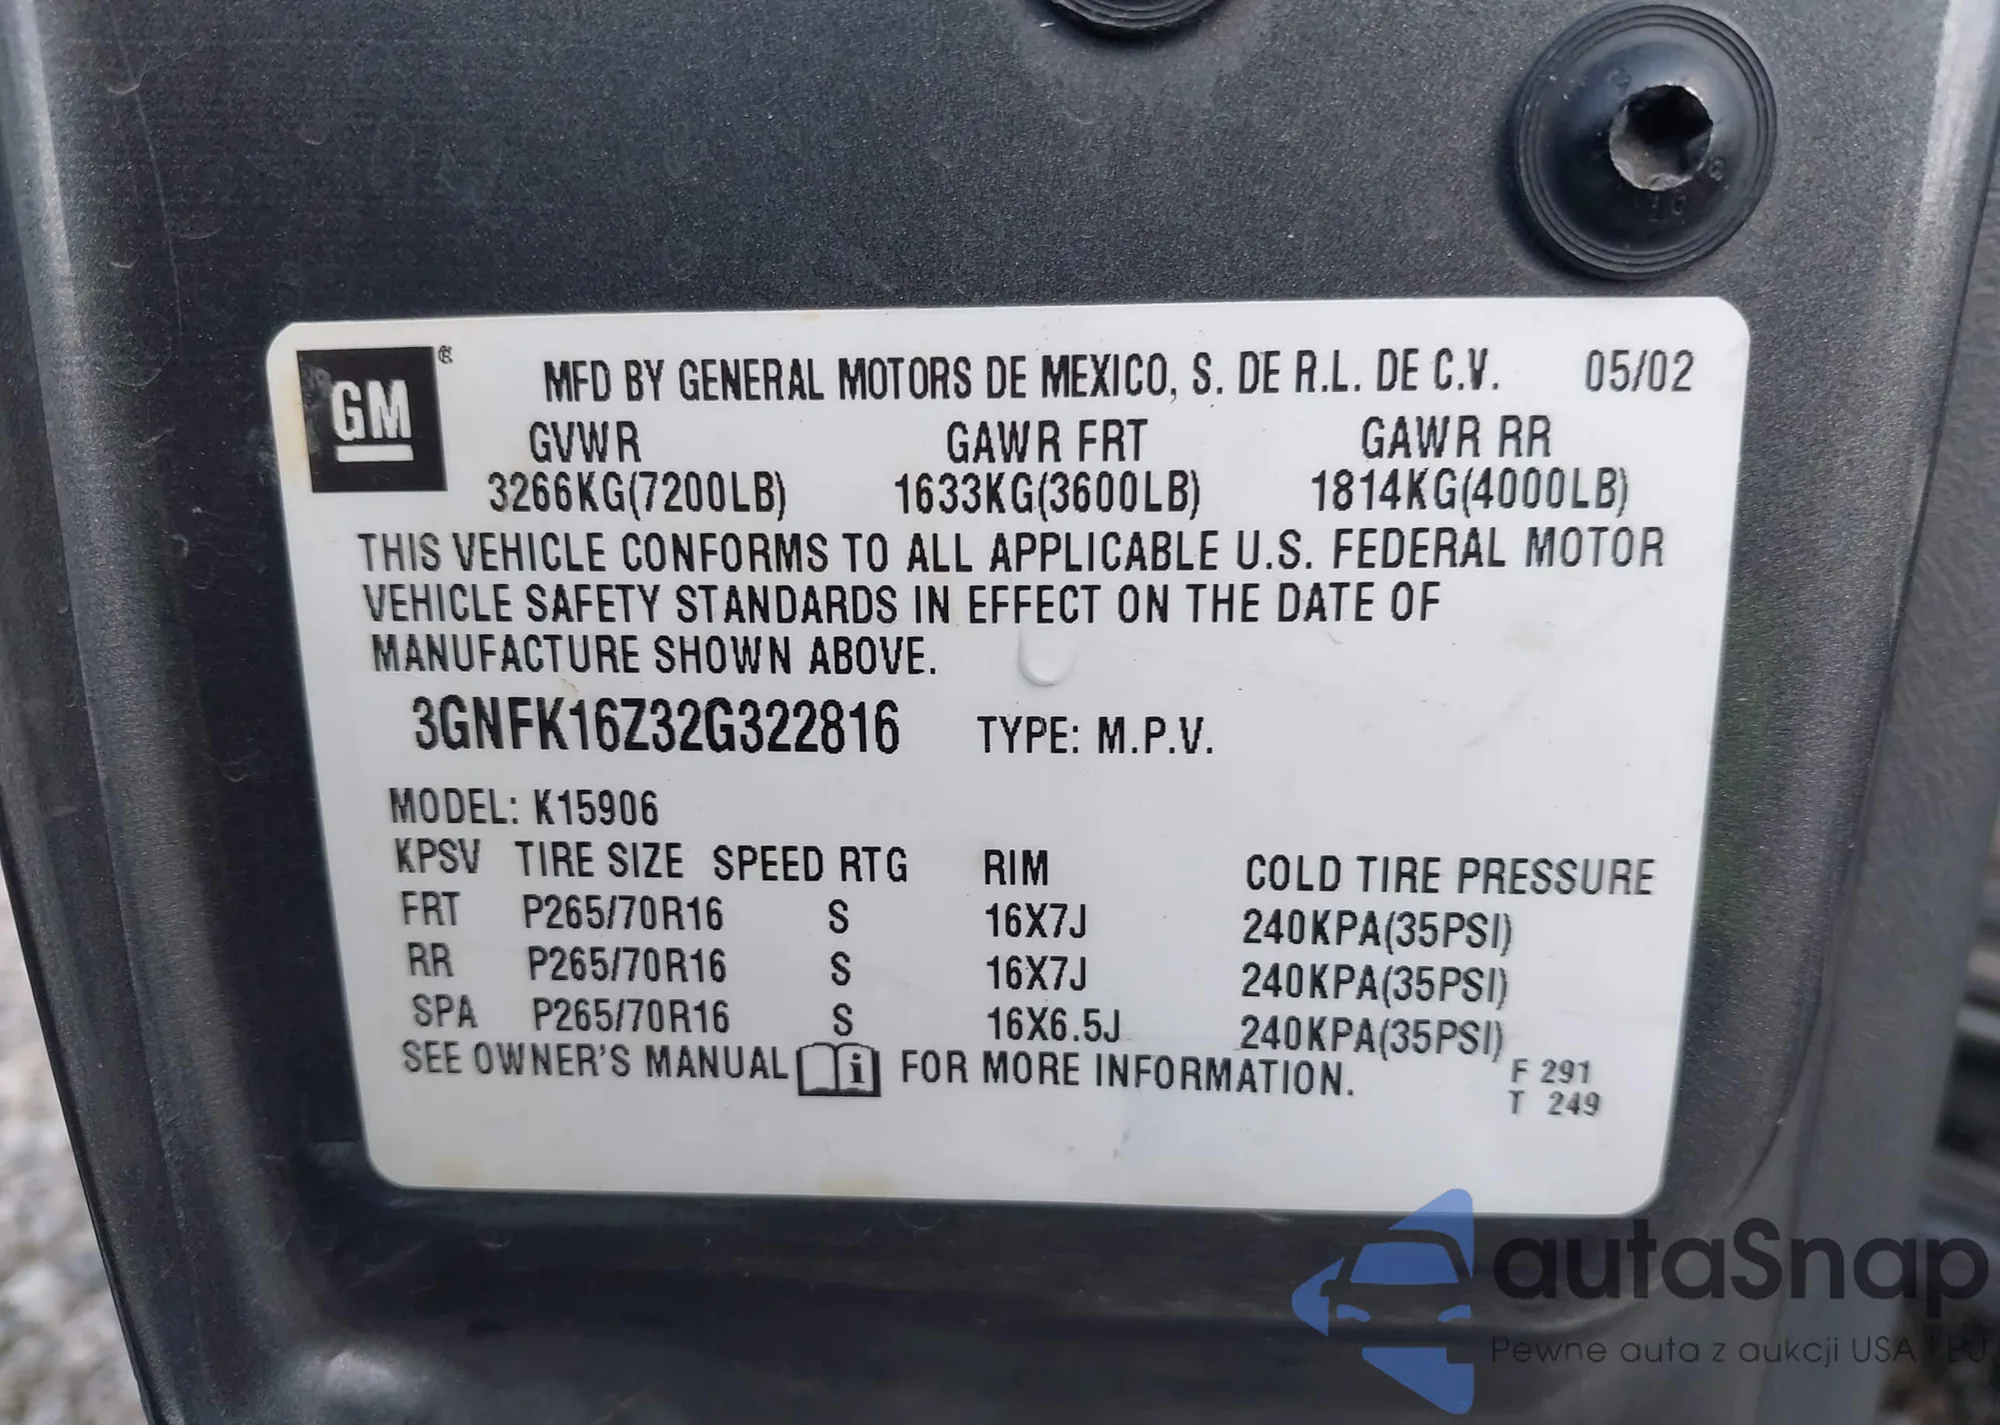 GM
MFD BY GENERAL MOTORS DE MEXICO, S. DE R.L. DE C.V. 05/02
GVWR GAWR FRT GAWR RR
3266KG(7200LB) 1633KG(3600LB) 1814KG(4000LB)
THIS VEHICLE CONFORMS TO ALL APPLICABLE U.S. FEDERAL MOTOR
VEHICLE SAFETY STANDARDS IN EFFECT ON THE DATE OF
MANUFACTURE SHOWN ABOVE.
3GNFK16Z32G322816 TYPE: M.P.V.
MODEL: K15906
KPSV TIRE SIZE SPEED RTG RIM COLD TIRE PRESSURE
FRT P265/70R16 S 16X7J 240KPA(35PSI)
RR P265/70R16 S 16X7J 240KPA(35PSI)
SPA P265/70R16 S 16X6.5J 240KPA(35PSI)
SEE OWNER'S MANUAL i FOR MORE INFORMATION.
F 291
T 249
autaSnap
Pewne auta z aukcji USA